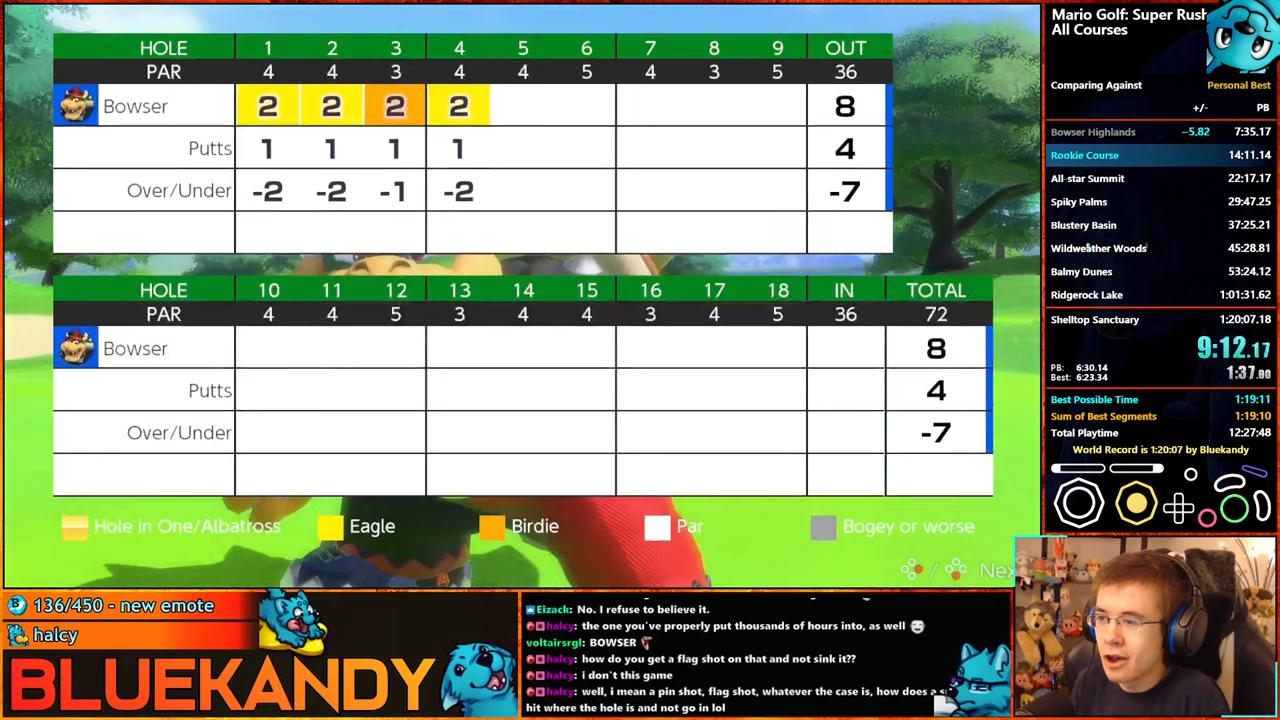 HOLE 1 2 3 4 5 6 7 8 9 OUT
PAR 4 4 3 4 4 5 4 3 5 36
Bowser 2 2 2 2 8
Putts 1 1 1 1 4
Over/Under -2 -2 -1 -2 -7
HOLE 10 11 12 13 14 15 16 17 18 IN TOTAL
PAR 4 4 5 3 4 4 3 4 5 36 72
Bowser 8
Putts 4
Over/Under -7
Hole in One/Albatross Eagle Birdie Par Bogey or worse
/ Nex
Mario Golf: Super Rush
All Courses
Comparing Against Personal Best
+/- PB
Bowser Highlands -5.82 7:35.17
Rookie Course 14:11.14
All-star Summit 22:17.17
Spiky Palms 29:47.25
Blustery Basin 37:25.21
Wildweather Woods 45:28.81
Balmy Dunes 53:24.12
Ridgerock Lake 1:01:31.62
Shelltop Sanctuary 1:20:07.18
9:12.17
PB: 6:30.14
Best: 6:23.34
1:37.00
Best Possible Time 1:19:11
Sum of Best Segments 1:19:10
Total Playtime 12:27:48
World Record is 1:20:07 by Bluekandy
136/450 - new emote
halcy
BLUEKANDY
Eizack: No. I refuse to believe it.
halcy: the one you've properly put thousands of hours into, as well
voltairsrgl: BOWSER
halcy: how do you get a flag shot on that and not sink it??
halcy: i don't this game
halcy: well, i mean a pin shot, flag shot, whatever the case is, how does a
hit where the hole is and not go in lol